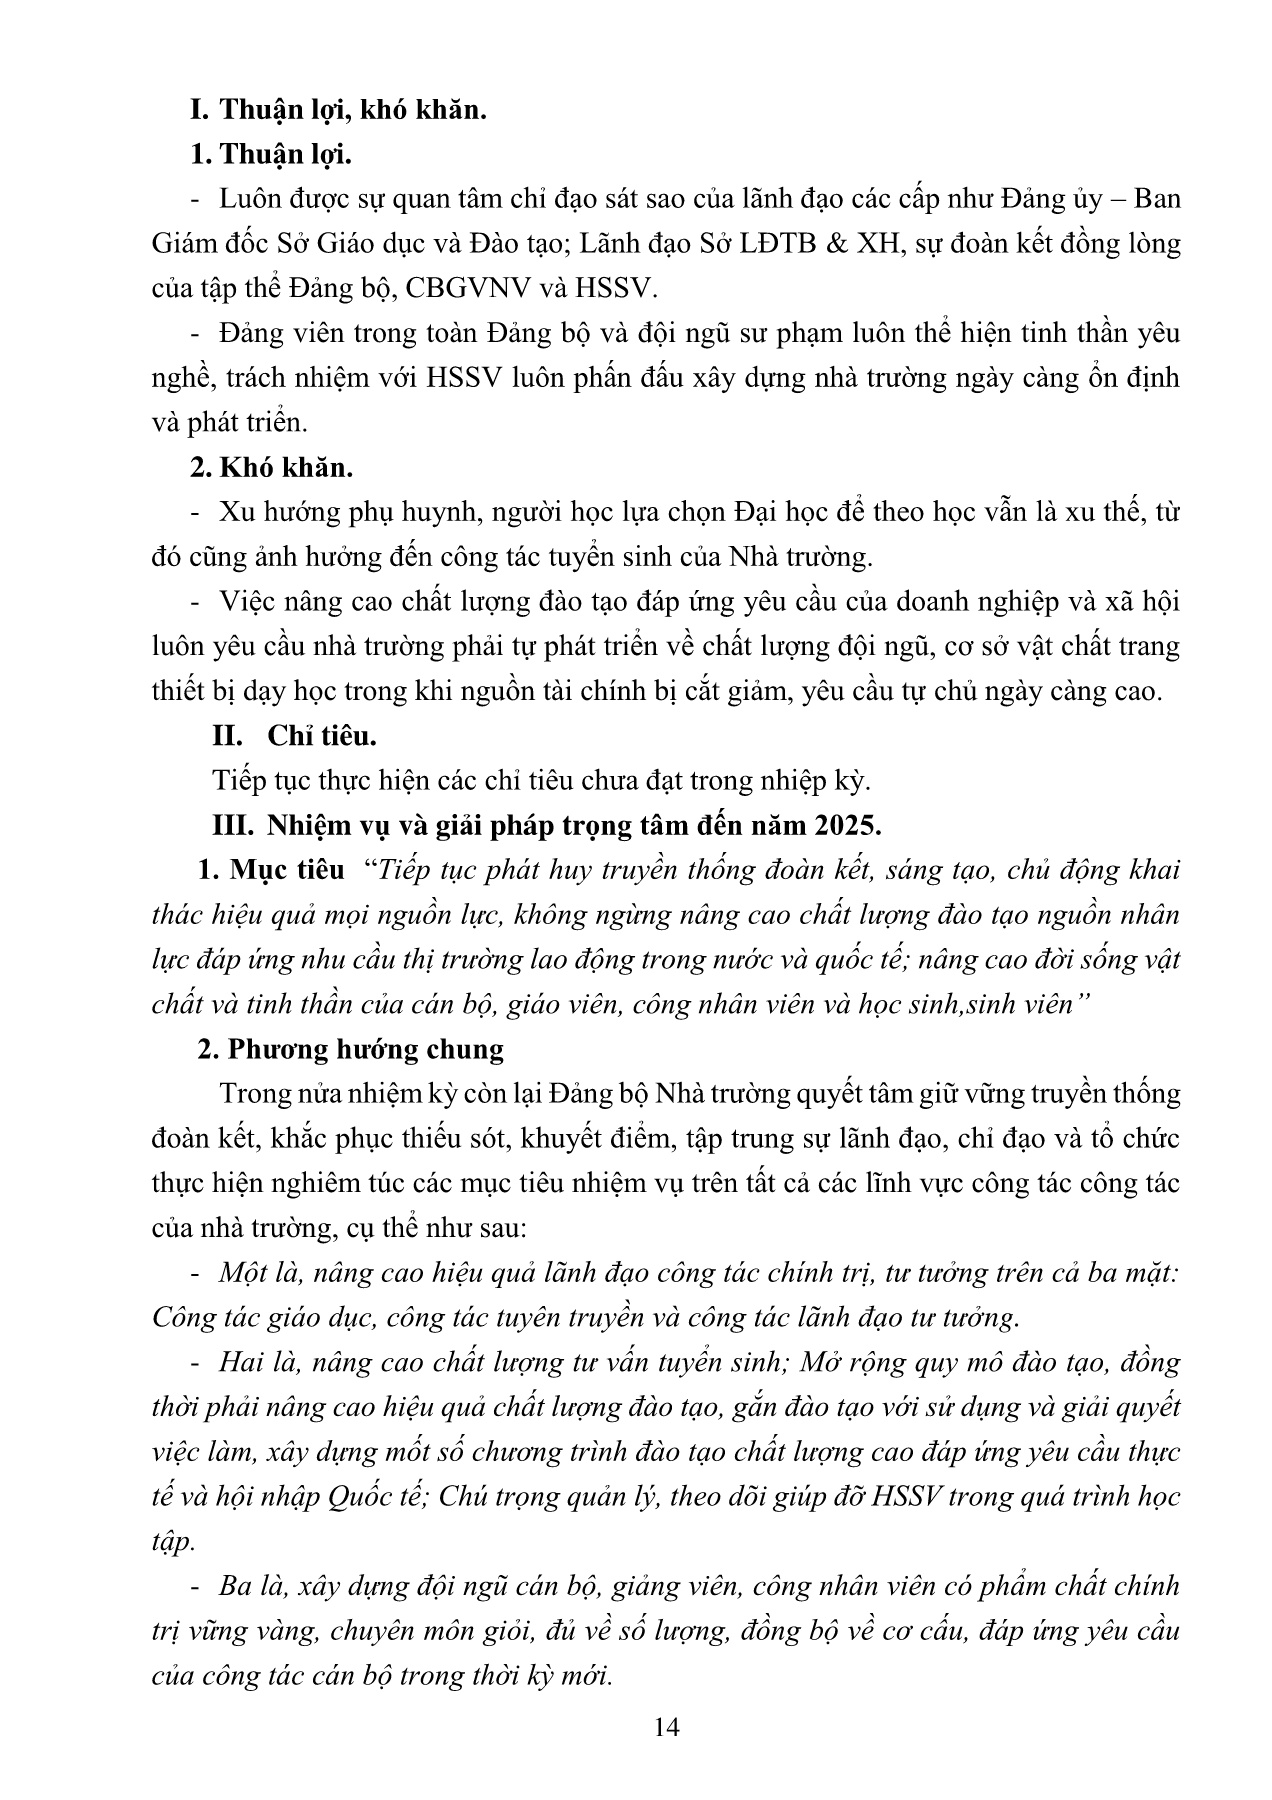 I. Thuận lợi, khó khăn.
1. Thuận lợi.
- Luôn được sự quan tâm chỉ đạo sát sao của lãnh đạo các cấp như Đảng ủy – Ban
Giám đốc Sở Giáo dục và Đào tạo; Lãnh đạo Sở LĐTB & XH, sự đoàn kết đồng lòng
của tập thể Đảng bộ, CBGVNV và HSSV.
- Đảng viên trong toàn Đảng bộ và đội ngũ sư phạm luôn thể hiện tinh thần yêu
nghề, trách nhiệm với HSSV luôn phấn đấu xây dựng nhà trường ngày càng ổn định
và phát triển.
2. Khó khăn.
- Xu hướng phụ huynh, người học lựa chọn Đại học để theo học vẫn là xu thế, từ
đó cũng ảnh hưởng đến công tác tuyển sinh của Nhà trường.
- Việc nâng cao chất lượng đào tạo đáp ứng yêu cầu của doanh nghiệp và xã hội
luôn yêu cầu nhà trường phải tự phát triển về chất lượng đội ngũ, cơ sở vật chất trang
thiết bị dạy học trong khi nguồn tài chính bị cắt giảm, yêu cầu tự chủ ngày càng cao.
II. Chỉ tiêu.
Tiếp tục thực hiện các chỉ tiêu chưa đạt trong nhiệp kỳ.
III. Nhiệm vụ và giải pháp trọng tâm đến năm 2025.
1. Mục tiêu “Tiếp tục phát huy truyền thống đoàn kết, sáng tạo, chủ động khai
thác hiệu quả mọi nguồn lực, không ngừng nâng cao chất lượng đào tạo nguồn nhân
lực đáp ứng nhu cầu thị trường lao động trong nước và quốc tế; nâng cao đời sống vật
chất và tinh thần của cán bộ, giáo viên, công nhân viên và học sinh,sinh viên”
2. Phương hướng chung
Trong nửa nhiệm kỳ còn lại Đảng bộ Nhà trường quyết tâm giữ vững truyền thống
đoàn kết, khắc phục thiếu sót, khuyết điểm, tập trung sự lãnh đạo, chỉ đạo và tổ chức
thực hiện nghiêm túc các mục tiêu nhiệm vụ trên tất cả các lĩnh vực công tác công tác
của nhà trường, cụ thể như sau:
- Một là, nâng cao hiệu quả lãnh đạo công tác chính trị, tư tưởng trên cả ba mặt:
Công tác giáo dục, công tác tuyên truyền và công tác lãnh đạo tư tưởng.
- Hai là, nâng cao chất lượng tư vấn tuyển sinh; Mở rộng quy mô đào tạo, đồng
thời phải nâng cao hiệu quả chất lượng đào tạo, gắn đào tạo với sử dụng và giải quyết
việc làm, xây dựng mốt số chương trình đào tạo chất lượng cao đáp ứng yêu cầu thực
tế và hội nhập Quốc tế; Chú trọng quản lý, theo dõi giúp đỡ HSSV trong quá trình học
tập.
- Ba là, xây dựng đội ngũ cán bộ, giảng viên, công nhân viên có phẩm chất chính
trị vững vàng, chuyên môn giỏi, đủ về số lượng, đồng bộ về cơ cấu, đáp ứng yêu cầu
của công tác cán bộ trong thời kỳ mới.
14